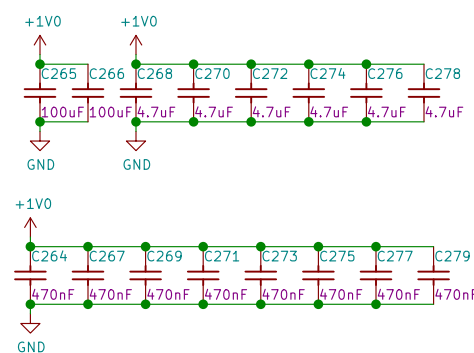 +1V0 +1V0
C265 C266 C268 C270 C272 C274 C276 C278
100uF 100uF 4.7uF 4.7uF 4.7uF 4.7uF 4.7uF 4.7uF
GND GND
+1V0
C264 C267 C269 C271 C273 C275 C277 C279
470nF 470nF 470nF 470nF 470nF 470nF 470nF 470nF
GND